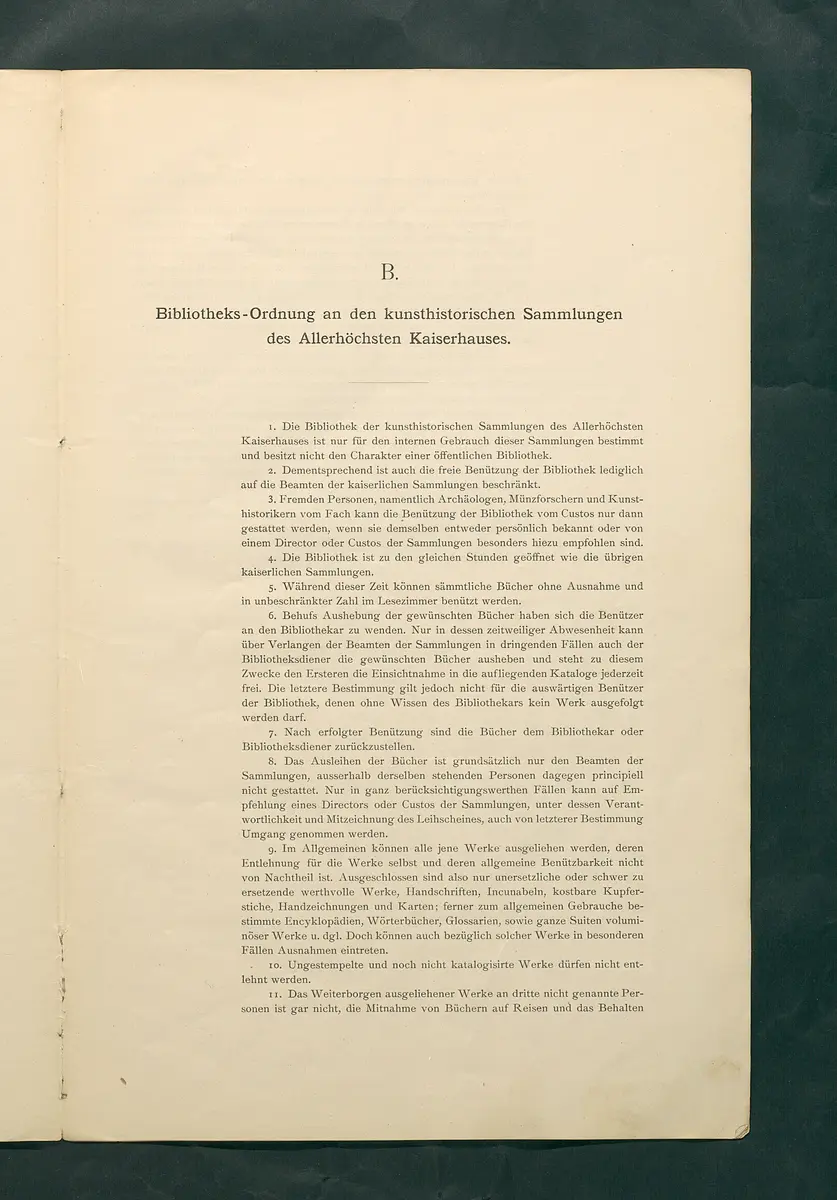 B.
Bibliotheks-Ordnung an den kunsthistorischen Sammlungen
des Allerhöchsten Kaiserhauses.
1. Die Bibliothek der kunsthistorischen Sammlungen des Allerhöchsten
Kaiserhauses ist nur für den internen Gebrauch dieser Sammlungen bestimmt
und besitzt nicht den Charakter einer öffentlichen Bibliothek.
2. Dementsprechend ist auch die freie Benützung der Bibliothek lediglich
auf die Beamten der kaiserlichen Sammlungen beschränkt.
3. Fremden Personen, namentlich Archäologen, Münzforschern und Kunst-
historikern vom Fach kann die Benützung der Bibliothek vom Custos nur dann
gestattet werden, wenn sie demselben entweder persönlich bekannt oder von
einem Director oder Custos der Sammlungen besonders hiezu empfohlen sind.
4. Die Bibliothek ist zu den gleichen Stunden geöffnet wie die übrigen
kaiserlichen Sammlungen.
5. Während dieser Zeit können sämmtliche Bücher ohne Ausnahme und
in unbeschränkter Zahl im Lesezimmer benützt werden.
6. Behufs Aushebung der gewünschten Bücher haben sich die Benützer
an den Bibliothekar zu wenden. Nur in dessen zeitweiliger Abwesenheit kann
über Verlangen der Beamten der Sammlungen in dringenden Fällen auch der
Bibliotheksdiener die gewünschten Bücher ausheben und steht zu diesem
Zwecke den Ersteren die Einsichtnahme in die aufliegenden Kataloge jederzeit
frei. Die letztere Bestimmung gilt jedoch nicht für die auswärtigen Benützer
der Bibliothek, denen ohne Wissen des Bibliothekars kein Werk ausgefolgt
werden darf.
7. Nach erfolgter Benützung sind die Bücher dem Bibliothekar oder
Bibliotheksdiener zurückzustellen.
8. Das Ausleihen der Bücher ist grundsätzlich nur den Beamten der
Sammlungen, ausserhalb derselben stehenden Personen dagegen principiell
nicht gestattet. Nur in ganz berücksichtigungswerthen Fällen kann auf Em-
pfehlung eines Directors oder Custos der Sammlungen, unter dessen Verant-
wortlichkeit und Mitzeichnung des Leihscheines, auch von letzterer Bestimmung
Umgang genommen werden.
9. Im Allgemeinen können alle jene Werke ausgeliehen werden, deren
Entlehnung für die Werke selbst und deren allgemeine Benützbarkeit nicht
von Nachtheil ist. Ausgeschlossen sind also nur unersetzliche oder schwer zu
ersetzende werthvolle Werke, Handschriften, Incunabeln, kostbare Kupfer-
stiche, Handzeichnungen und Karten; ferner zum allgemeinen Gebrauche be-
stimmte Encyklopädien, Wörterbücher, Glossarien, sowie ganze Suiten volumi-
nöser Werke u. dgl. Doch können auch bezüglich solcher Werke in besonderen
Fällen Ausnahmen eintreten.
10. Ungestempelte und noch nicht katalogisirte Werke dürfen nicht ent-
lehnt werden.
11. Das Weiterborgen ausgeliehener Werke an dritte nicht genannte Per-
sonen ist gar nicht, die Mitnahme von Büchern auf Reisen und das Behalten